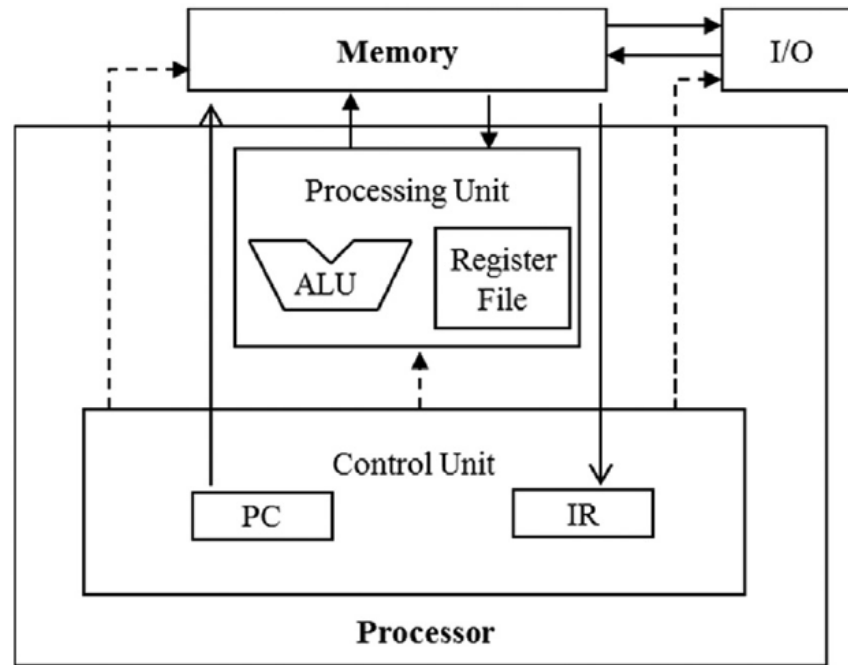 Memory
I/O
Processing Unit
ALU
Register
File
Control Unit
PC
IR
Processor